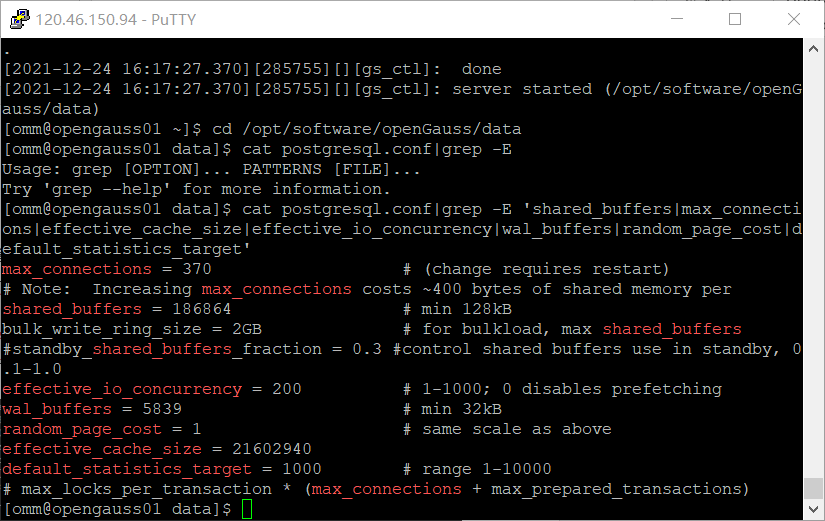 120.46.150.94 - PuTTY
.
[2021-12-24 16:17:27.370][285755][][gs_ctl]:  done
[2021-12-24 16:17:27.370][285755][][gs_ctl]: server started (/opt/software/openG
auss/data)
[omm@opengauss01 ~]$ cd /opt/software/openGauss/data
[omm@opengauss01 data]$ cat postgresql.conf|grep -E
Usage: grep [OPTION]... PATTERNS [FILE]...
Try 'grep --help' for more information.
[omm@opengauss01 data]$ cat postgresql.conf|grep -E 'shared_buffers|max_connecti
ons|effective_cache_size|effective_io_concurrency|wal_buffers|random_page_cost|d
efault_statistics_target'
max_connections = 370                   # (change requires restart)
# Note:  Increasing max_connections costs ~400 bytes of shared memory per
shared_buffers = 186864                 # min 128kB
bulk_write_ring_size = 2GB              # for bulkload, max shared_buffers
#standby_shared_buffers_fraction = 0.3 #control shared buffers use in standby, 0
.1-1.0
effective_io_concurrency = 200          # 1-1000; 0 disables prefetching
wal_buffers = 5839                      # min 32kB
random_page_cost = 1                    # same scale as above
effective_cache_size = 21602940
default_statistics_target = 1000        # range 1-10000
# max_locks_per_transaction * (max_connections + max_prepared_transactions)
[omm@opengauss01 data]$